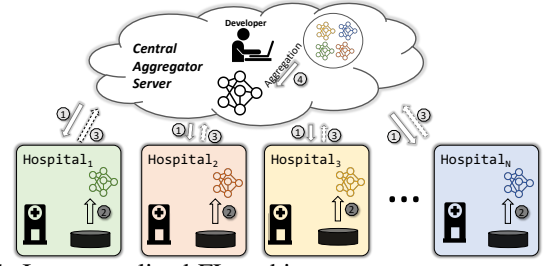 Developer
Central
Aggregator
Server
Aggregation
④
① ③ ① ③ ① ③ ① ③
Hospital₁ Hospital₂ Hospital₃ ... Hospital_N
② ② ② ②